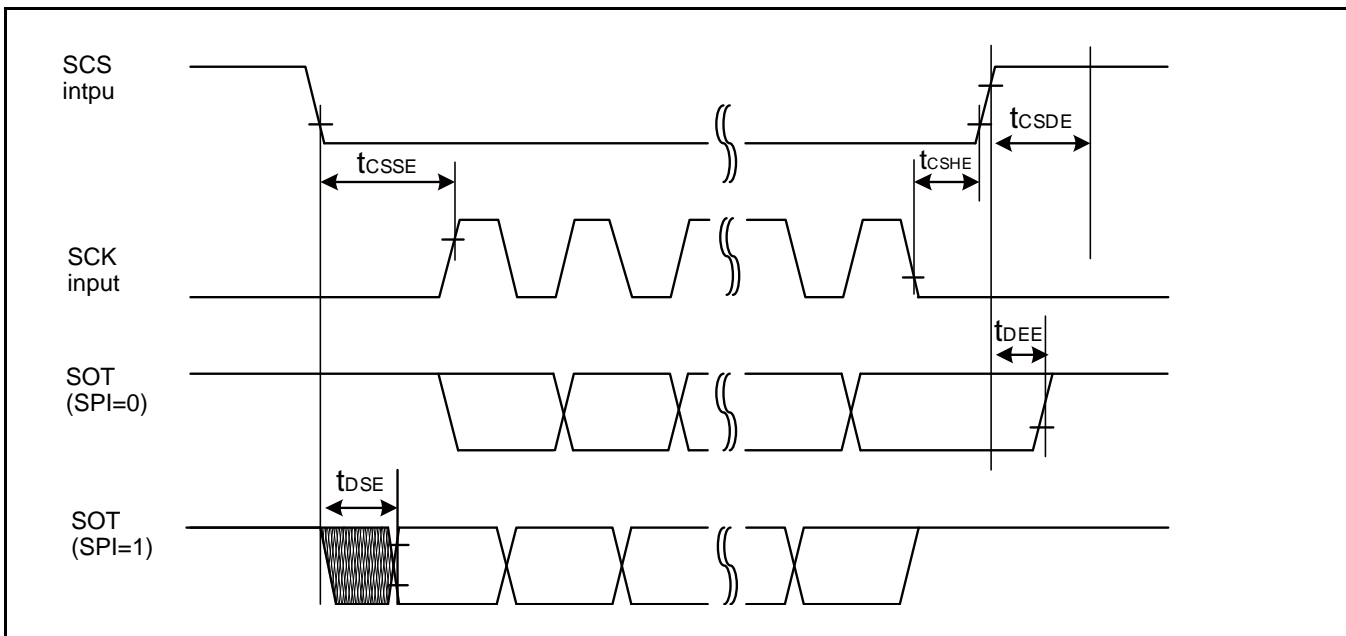 SCS
intpu
tCSDE
tCSHE
tCSSE
SCK
input
tDEE
SOT
(SPI=0)
tDSE
SOT
(SPI=1)